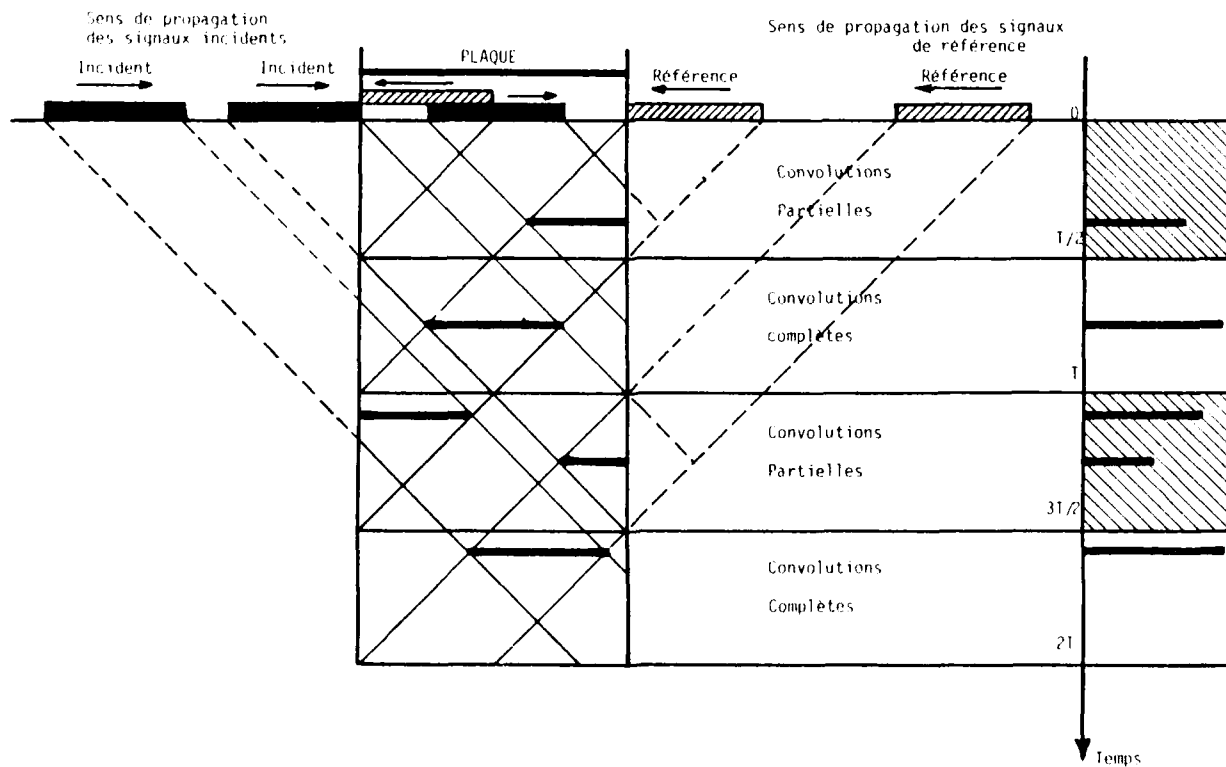 Sens de propagation
des signaux incidents
Incident
Incident
PLAQUE
Sens de propagation des signaux
de référence
Référence
Référence
0
Convolutions
Partielles
T/2
Convolutions
complètes
T
Convolutions
Partielles
3T/2
Convolutions
Complètes
2T
Temps